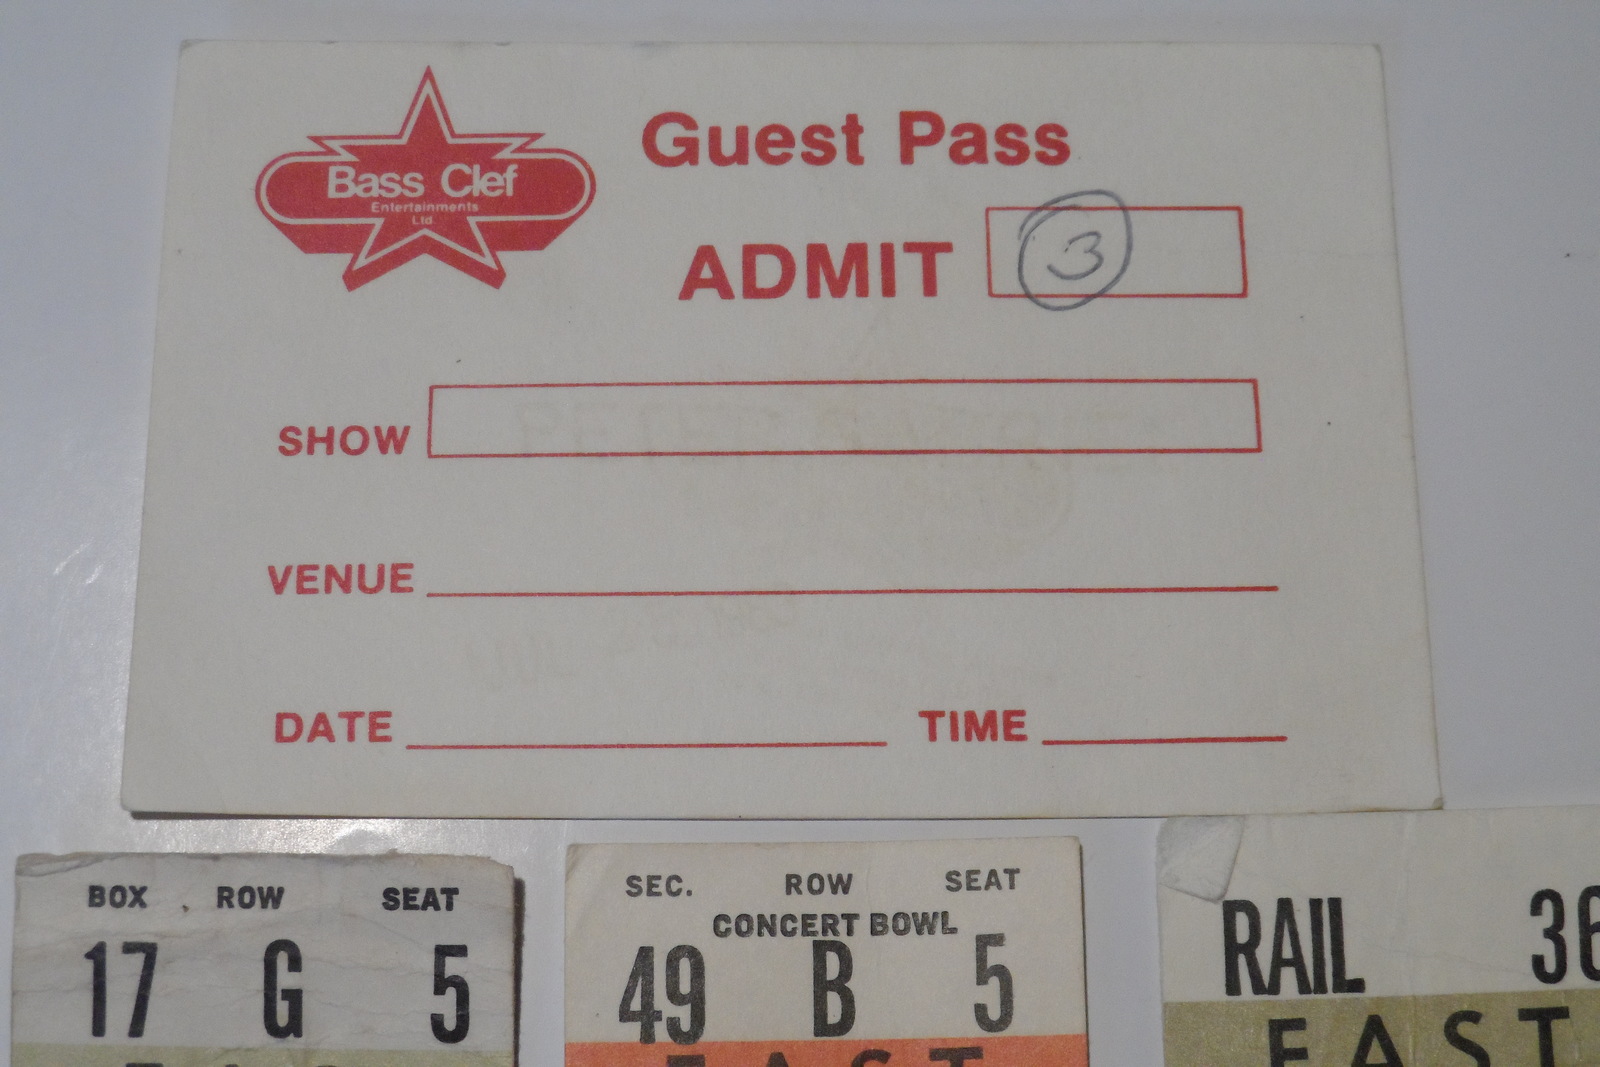 Bass Clef
Entertainments
Ltd
Guest Pass
ADMIT 3
SHOW
VENUE
DATE TIME
BOX ROW SEAT
17 G 5
SEC. ROW SEAT
CONCERT BOWL
49 B 5
EAST
RAIL 36
EAST